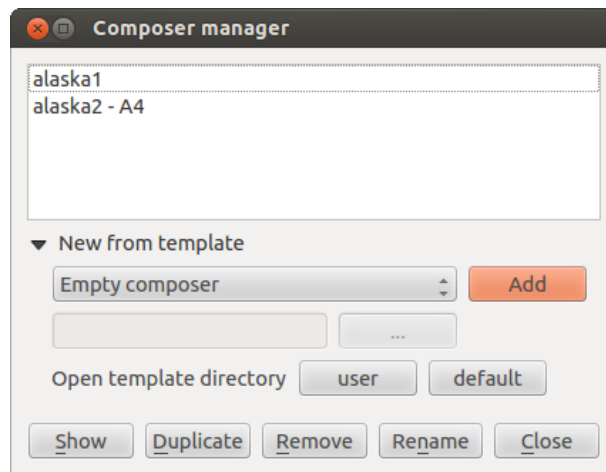 Composer manager
alaska1
alaska2 - A4
New from template
Empty composer Add
...
Open template directory user default
Show Duplicate Remove Rename Close